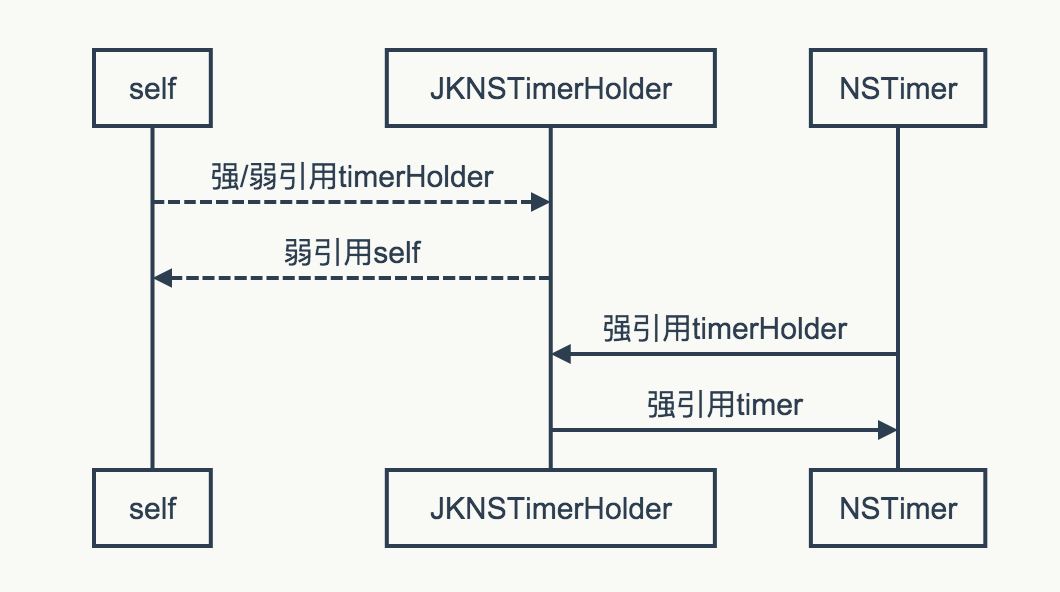 self
JKNSTimerHolder
NSTimer
强/弱引用timerHolder
弱引用self
强引用timerHolder
强引用timer
self
JKNSTimerHolder
NSTimer